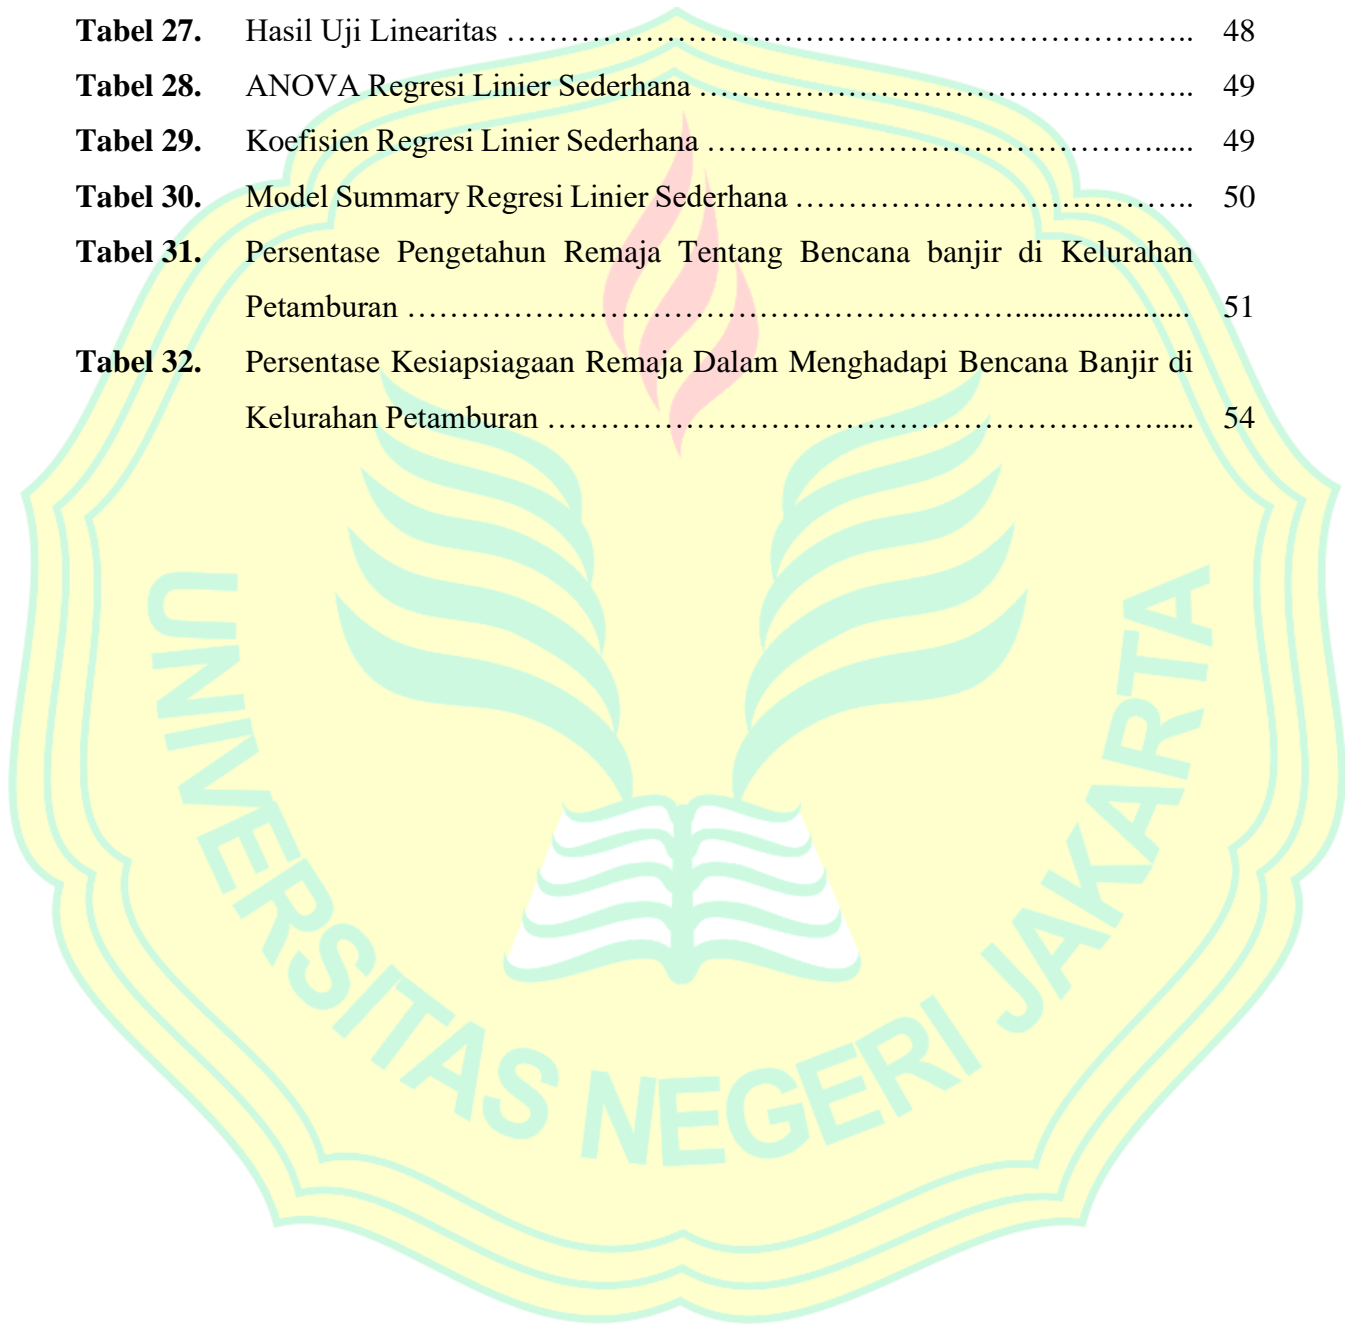 Tabel 27. Hasil Uji Linearitas ………………………………………………………………….. 48
Tabel 28. ANOVA Regresi Linier Sederhana ……………………………………………….. 49
Tabel 29. Koefisien Regresi Linier Sederhana ……………………………………………..... 49
Tabel 30. Model Summary Regresi Linier Sederhana …………………………………….. 50
Tabel 31. Persentase Pengetahun Remaja Tentang Bencana banjir di Kelurahan
Petamburan …………………………………………………………...................... 51
Tabel 32. Persentase Kesiapsiagaan Remaja Dalam Menghadapi Bencana Banjir di
Kelurahan Petamburan ……………………………………………………………..... 54
UNIVERSITAS NEGERI JAKARTA